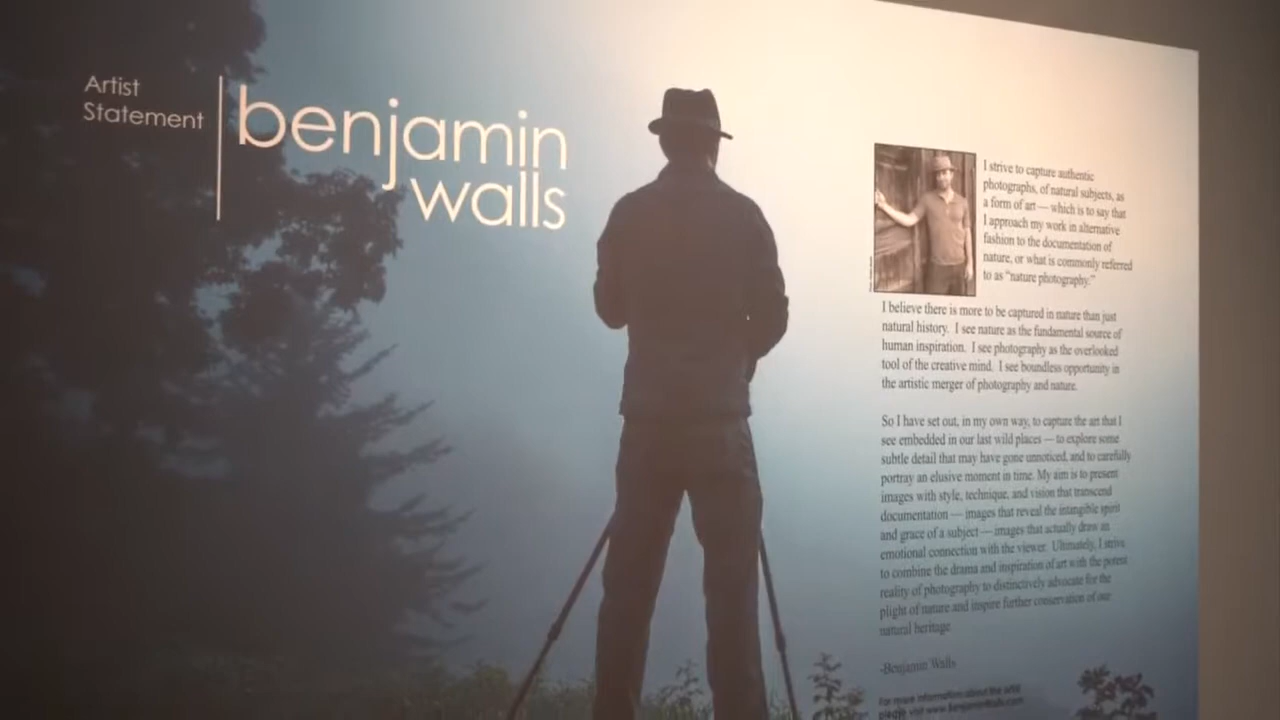 Artist
Statement
benjamin
walls
I strive to capture authentic
photographs, of natural subjects, as
a form of art — which is to say that
I approach my work in alternative
fashion to the documentation of
nature, or what is commonly referred
to as “nature photography.”
I believe there is more to be captured in nature than just
natural history. I see nature as the fundamental source of
human inspiration. I see photography as the overlooked
tool of the creative mind. I see boundless opportunity in
the artistic merger of photography and nature.
So I have set out, in my own way, to capture the art that I
see embedded in our last wild places — to explore some
subtle detail that may have gone unnoticed, and to carefully
portray an elusive moment in time. My aim is to present
images with style, technique, and vision that transcend
documentation — images that reveal the intangible spirit
and grace of a subject — images that actually draw an
emotional connection with the viewer. Ultimately, I strive
to combine the drama and inspiration of art with the potent
reality of photography to distinctively advocate for the
plight of nature and inspire further conservation of our
natural heritage.
-Benjamin Walls
For more information about the artist
please visit www.benjaminwalls.com